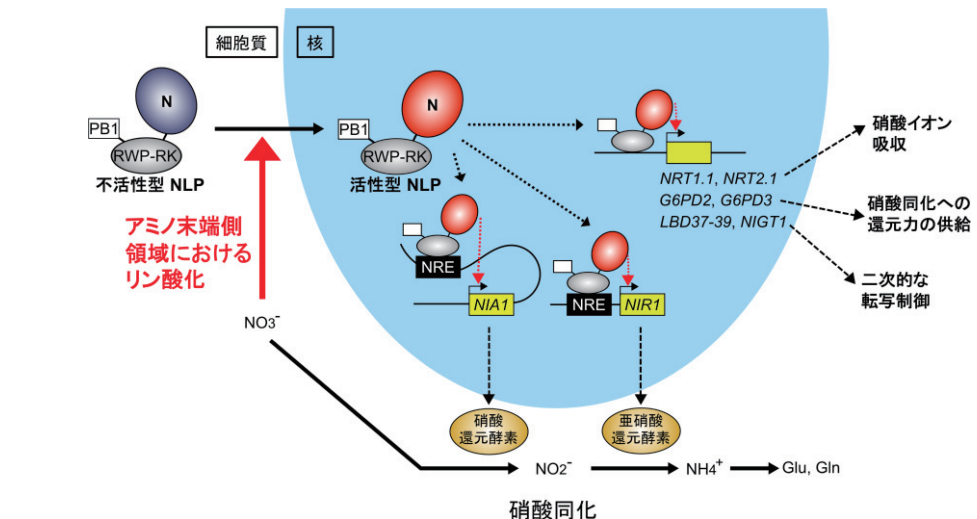 細胞質
核
N
PB1
RWP-RK
不活性型 NLP
N
PB1
RWP-RK
活性型 NLP
アミノ末端側
領域における
リン酸化
NO3-
NRT1.1, NRT2.1
G6PD2, G6PD3
LBD37-39, NIGT1
硝酸イオン
吸収
硝酸同化への
還元力の供給
二次的な
転写制御
NRE
NIA1
NRE
NIR1
硝酸
還元酵素
亜硝酸
還元酵素
NO2-
NH4+
Glu, Gln
硝酸同化